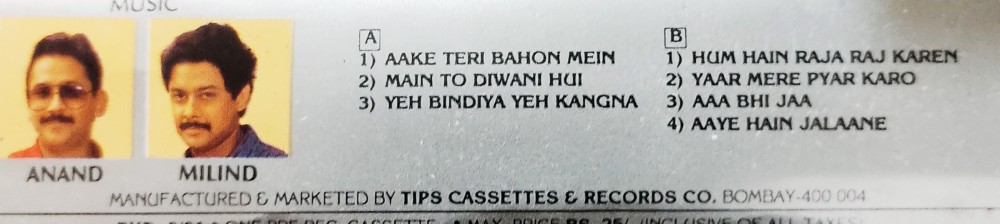 MUSIC
ANAND
MILIND
A
1) AAKE TERI BAHON MEIN
2) MAIN TO DIWANI HUI
3) YEH BINDIYA YEH KANGNA
B
1) HUM HAIN RAJA RAJ KAREN
2) YAAR MERE PYAR KARO
3) AAA BHI JAA
4) AAYE HAIN JALAANE
MANUFACTURED & MARKETED BY TIPS CASSETTES & RECORDS CO. BOMBAY-400 004